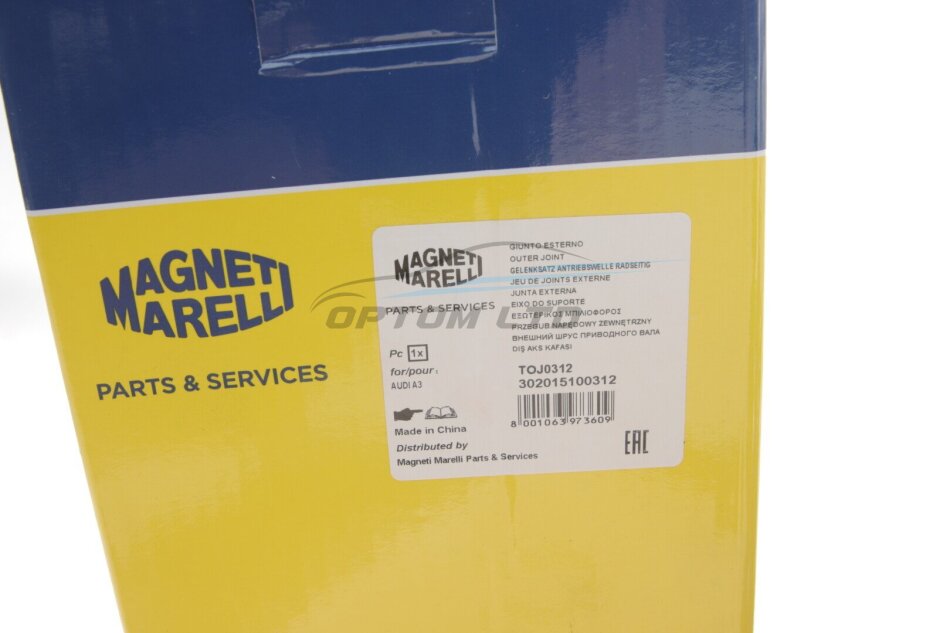 MAGNETI
MARELLI
PARTS & SERVICES
MAGNETI
MARELLI
PARTS & SERVICES
GIUNTO ESTERNO
OUTER JOINT
GELENKSATZ ANTRIEBSWELLE RADSEITIG
JEU DE JOINTS EXTERNE
JUNTA EXTERNA
EIXO DO SUPORTE
ΕΞΩΤΕΡΙΚΟΣ ΜΠΙΛΙΟΦΟΡΟΣ
PRZEGUB NAPĘDOWY ZEWNĘTRZNY
ВНЕШНИЙ ШРУС ПРИВОДНОГО ВАЛА
DIŞ AKS KAFASI
OPTOM LTD
Pc 1x
for/pour :
AUDI A3
TOJ0312
302015100312
8 001063 973609
Made in China
Distributed by
Magneti Marelli Parts & Services
EAC